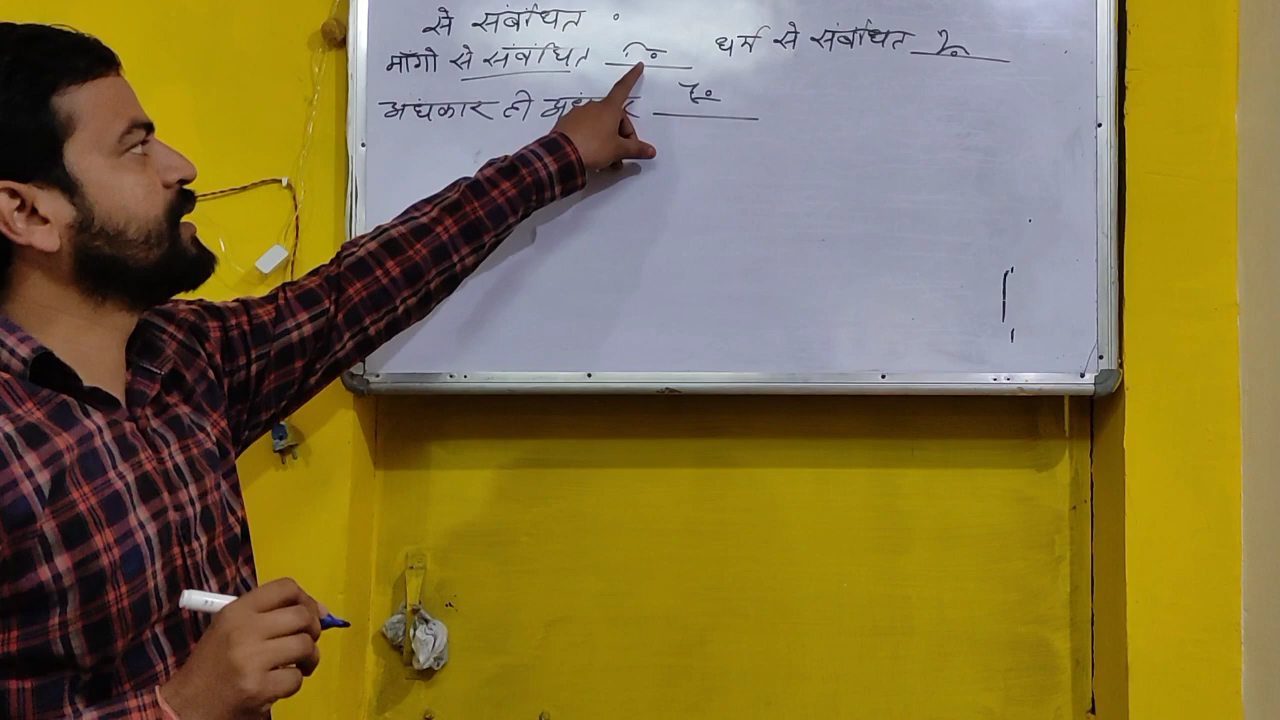 से संबंधित
मांगो से संबंधित धर्म से संबंधित
अधंकार ही